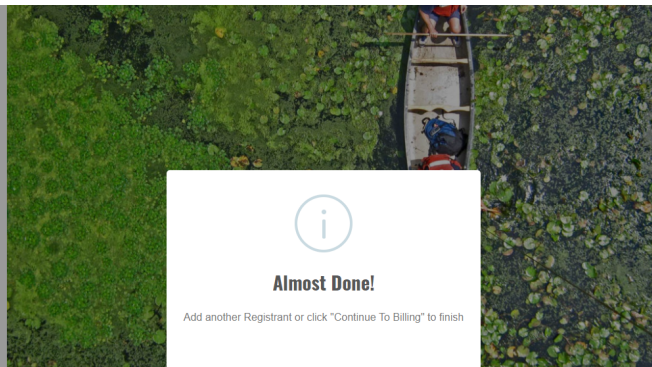 Almost Done!
Add another Registrant or click "Continue To Billing" to finish